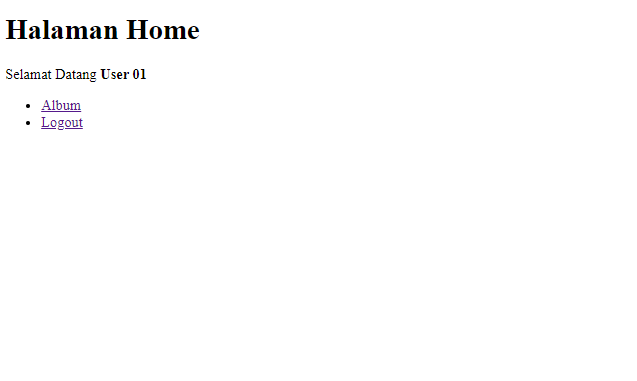 Halaman Home
Selamat Datang User 01
Album
Logout